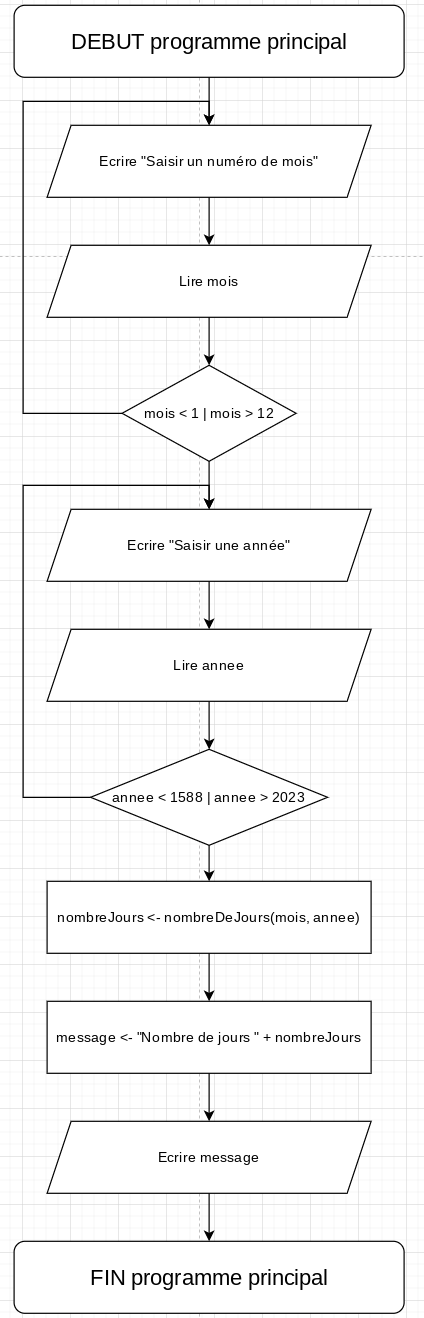 DEBUT programme principal
Ecrire "Saisir un numéro de mois"
Lire mois
mois < 1 | mois > 12
Ecrire "Saisir une année"
Lire annee
annee < 1588 | annee > 2023
nombreJours <- nombreDeJours(mois, annee)
message <- "Nombre de jours " + nombreJours
Ecrire message
FIN programme principal